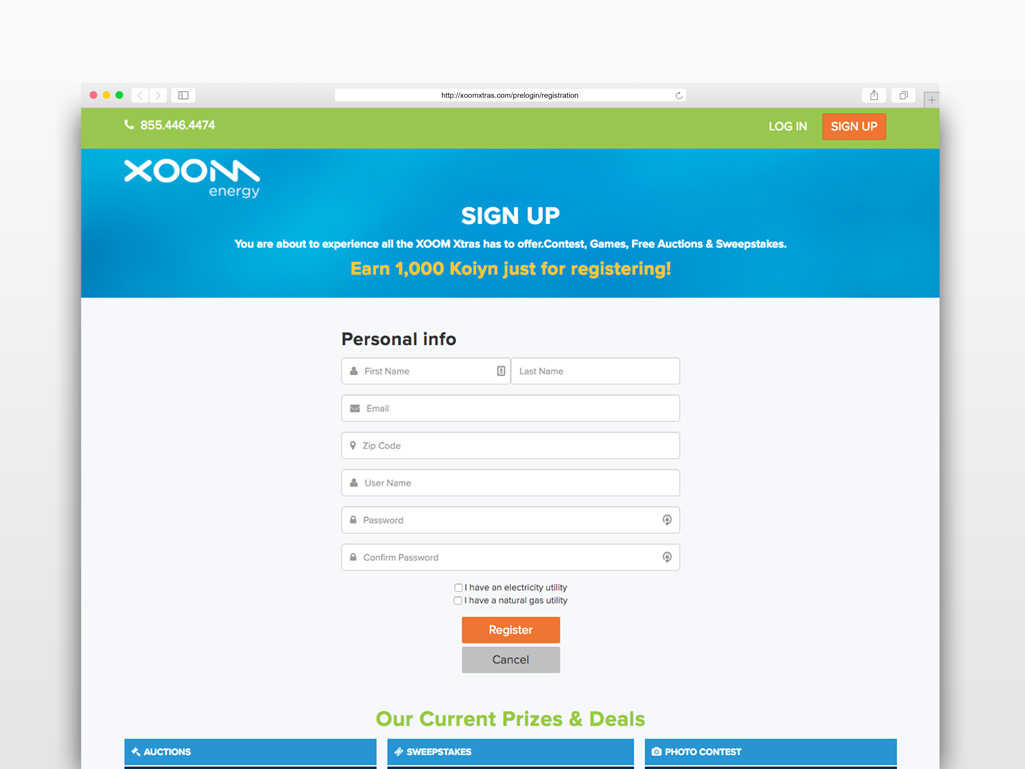 http://xoomxtras.com/prelogin/registration
855.446.4474
LOG IN
SIGN UP
XOOM
energy
SIGN UP
You are about to experience all the XOOM Xtras has to offer.Contest, Games, Free Auctions & Sweepstakes.
Earn 1,000 Koiyn just for registering!
Personal info
First Name
Last Name
Email
Zip Code
User Name
Password
Confirm Password
I have an electricity utility
I have a natural gas utility
Register
Cancel
Our Current Prizes & Deals
AUCTIONS
SWEEPSTAKES
PHOTO CONTEST